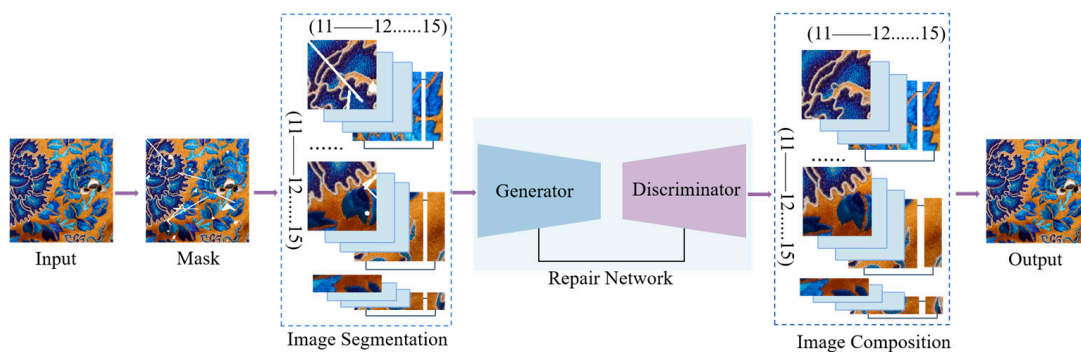 (11——12......15)
(11——12......15)
......
Input
Mask
Image Segmentation
Generator
Discriminator
Repair Network
(11——12......15)
(11——12......15)
......
Image Composition
Output